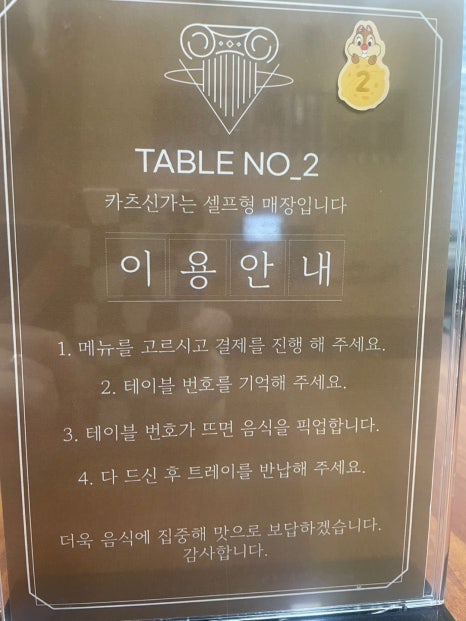 2
TABLE NO_2
카츠신가는 셀프형 매장입니다
이용안내
1. 메뉴를 고르시고 결제를 진행 해 주세요.
2. 테이블 번호를 기억해 주세요.
3. 테이블 번호가 뜨면 음식을 픽업합니다.
4. 다 드신 후 트레이를 반납해 주세요.
더욱 음식에 집중해 맛으로 보답하겠습니다.
감사합니다.